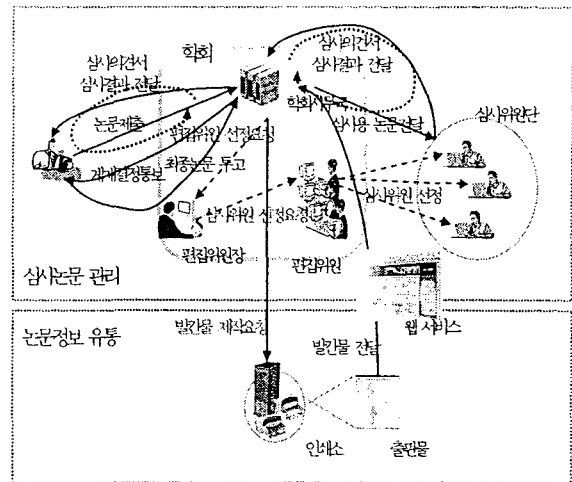 학회
심사의견서
심사결과 전달
심사의견서
심사결과 전달
학회사무국
심사용 논문전달
심사위원단
논문제출
편집위원 선정요청
게재결정통보
최종논문 투고
심사위원 선정요청
심사위원 선정
편집위원장
편집위원
심사논문 관리
웹 서비스
논문정보 유통
발간물 제작요청
발간물 전달
인쇄소
출판물